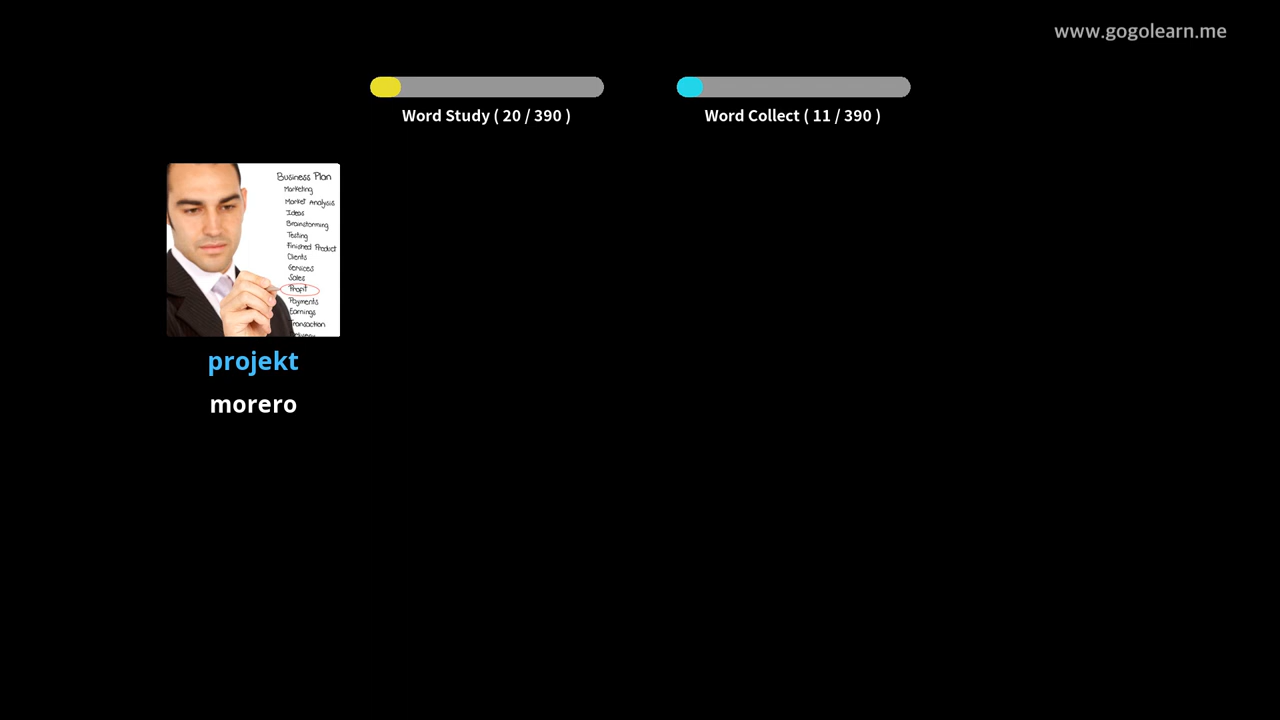 www.gogolearn.me
Word Study ( 20 / 390 )
Word Collect ( 11 / 390 )
Business Plan
Marketing
Market Analysis
Ideas
Brainstorming
Testing
Finished Product
Clients
Services
Sales
Profit
Payments
Earnings
Transaction
projekt
morero